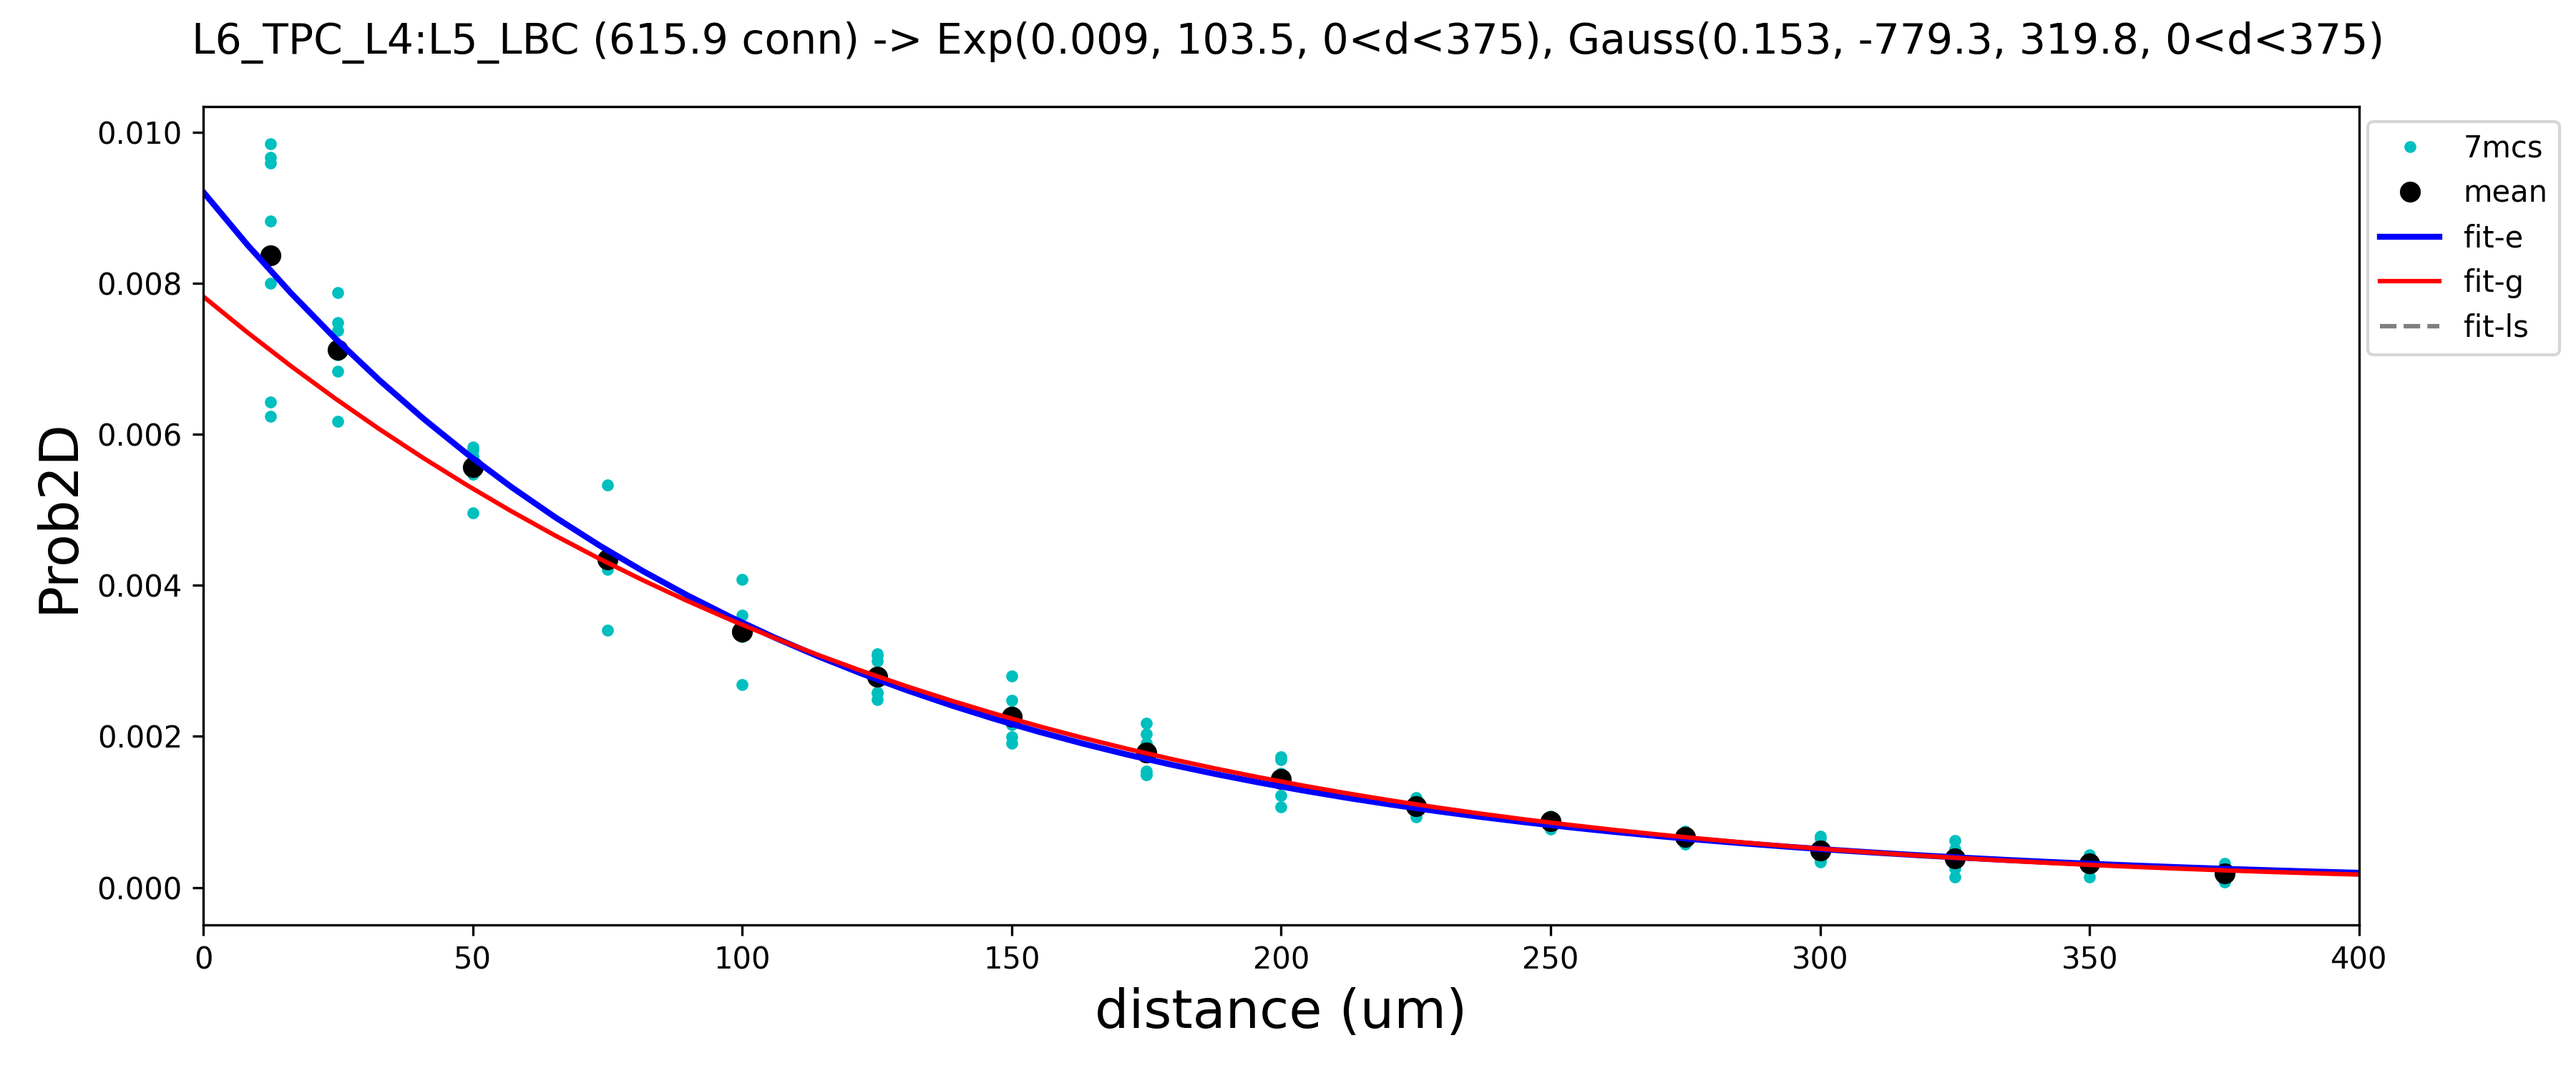 L6_TPC_L4:L5_LBC (615.9 conn) -> Exp(0.009, 103.5, 0<d<375), Gauss(0.153, -779.3, 319.8, 0<d<375)
0.010
0.008
0.006
0.004
0.002
0.000
Prob2D
0 50 100 150 200 250 300 350 400
distance (um)
7mcs
mean
fit-e
fit-g
fit-ls